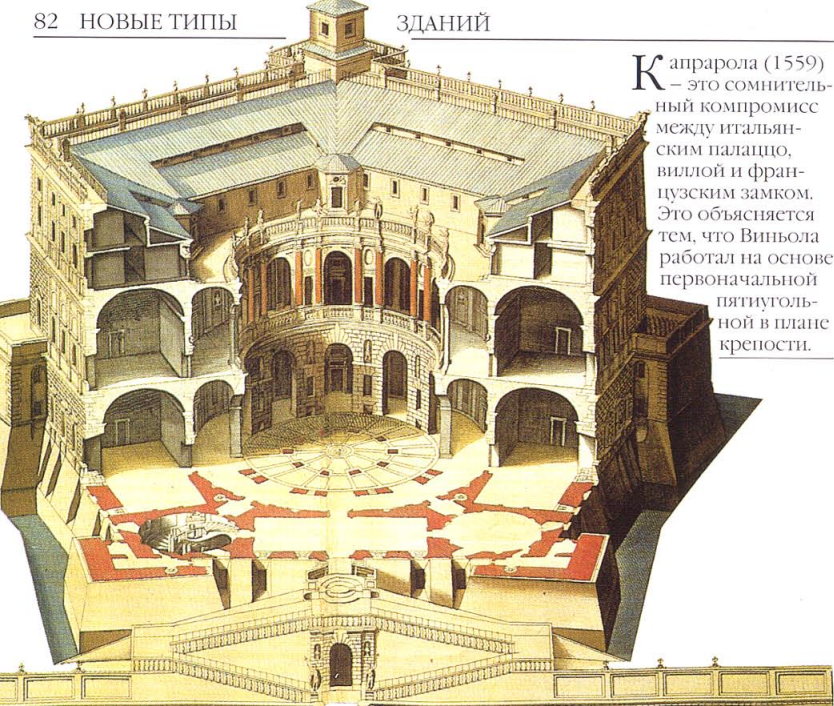 82 НОВЫЕ ТИПЫ ЗДАНИЙ
Капрарола (1559)
– это сомнитель-
ный компромисс
между итальян-
ским палаццо,
виллой и фран-
цузским замком.
Это объясняется
тем, что Виньола
работал на основе
первоначальной
пятиуголь-
ной в плане
крепости.